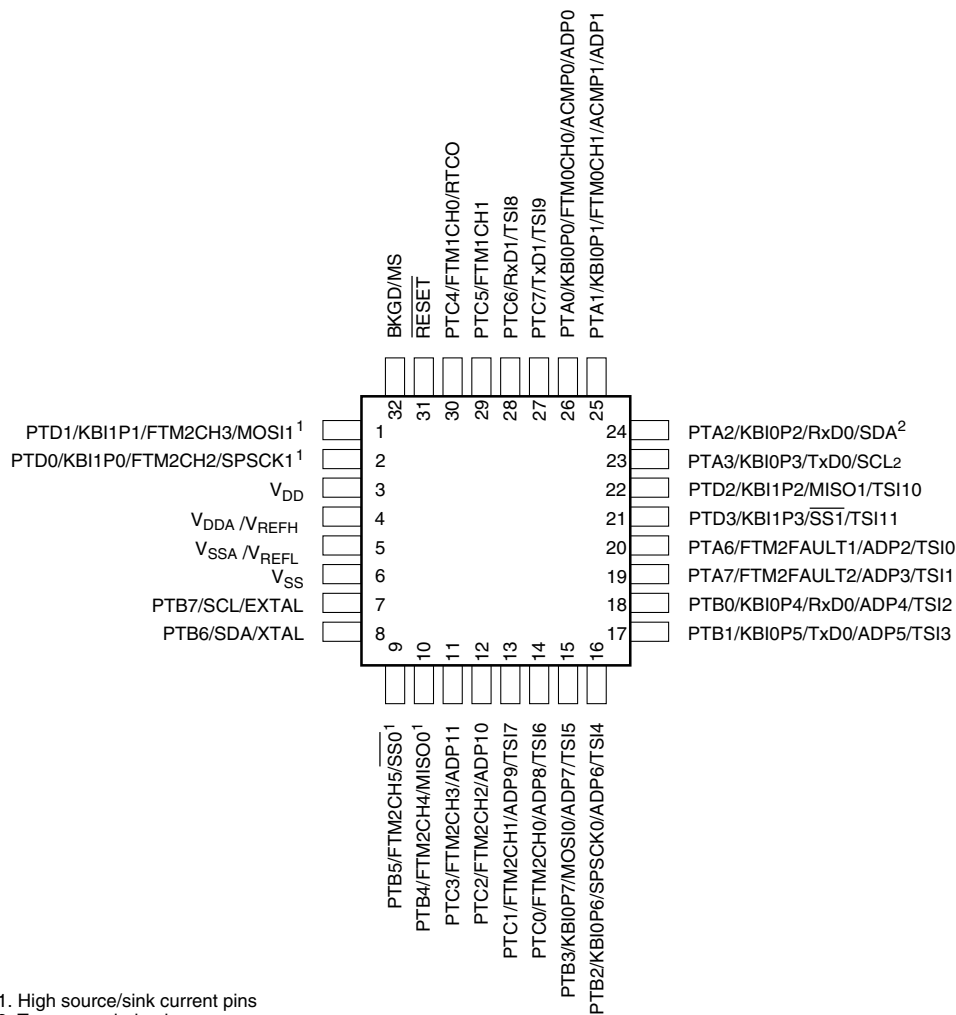 BKGD/MS
RESET
PTC4/FTM1CH0/RTCO
PTC5/FTM1CH1
PTC6/RxD1/TSI8
PTC7/TxD1/TSI9
PTA0/KBI0P0/FTM0CH0/ACMP0/ADP0
PTA1/KBI0P1/FTM0CH1/ACMP1/ADP1
32
31
30
29
28
27
26
25
PTD1/KBI1P1/FTM2CH3/MOSI1¹ 1
PTD0/KBI1P0/FTM2CH2/SPSCK1¹ 2
VDD 3
VDDA /VREFH 4
VSSA /VREFL 5
VSS 6
PTB7/SCL/EXTAL 7
PTB6/SDA/XTAL 8
24 PTA2/KBI0P2/RxD0/SDA²
23 PTA3/KBI0P3/TxD0/SCL2
22 PTD2/KBI1P2/MISO1/TSI10
21 PTD3/KBI1P3/SS1/TSI11
20 PTA6/FTM2FAULT1/ADP2/TSI0
19 PTA7/FTM2FAULT2/ADP3/TSI1
18 PTB0/KBI0P4/RxD0/ADP4/TSI2
17 PTB1/KBI0P5/TxD0/ADP5/TSI3
9
10
11
12
13
14
15
16
PTB5/FTM2CH5/SS0¹
PTB4/FTM2CH4/MISO0¹
PTC3/FTM2CH3/ADP11
PTC2/FTM2CH2/ADP10
PTC1/FTM2CH1/ADP9/TSI7
PTC0/FTM2CH0/ADP8/TSI6
PTB3/KBI0P7/MOSI0/ADP7/TSI5
PTB2/KBI0P6/SPSCK0/ADP6/TSI4
1. High source/sink current pins